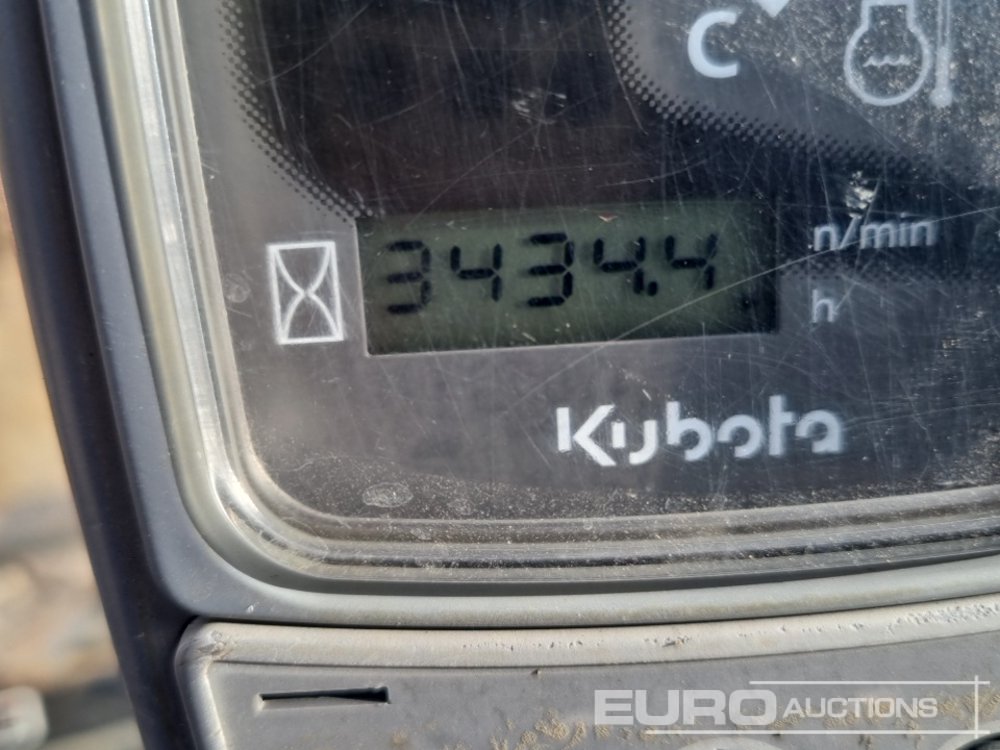 C
3434.4
n/min
h
Kubota
EURO AUCTIONS